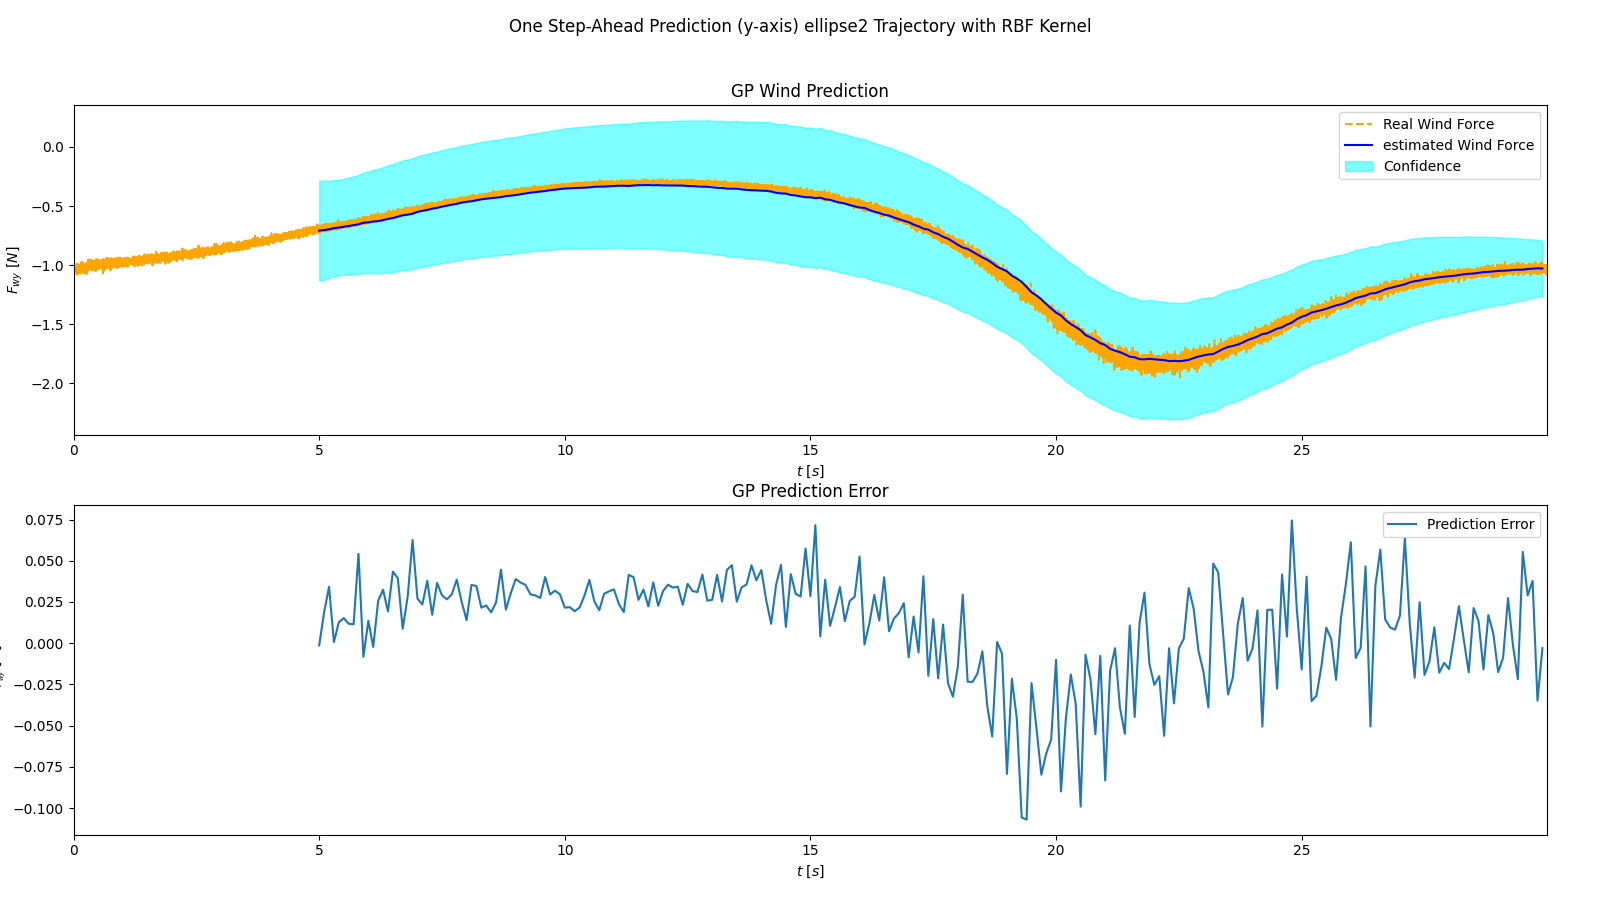 One Step-Ahead Prediction (y-axis) ellipse2 Trajectory with RBF Kernel
GP Wind Prediction
Real Wind Force
estimated Wind Force
Confidence
F_wy [N]
0.0
−0.5
−1.0
−1.5
−2.0
0 5 10 15 20 25
t [s]
GP Prediction Error
Prediction Error
0.075
0.050
0.025
0.000
−0.025
−0.050
−0.075
−0.100
0 5 10 15 20 25
t [s]